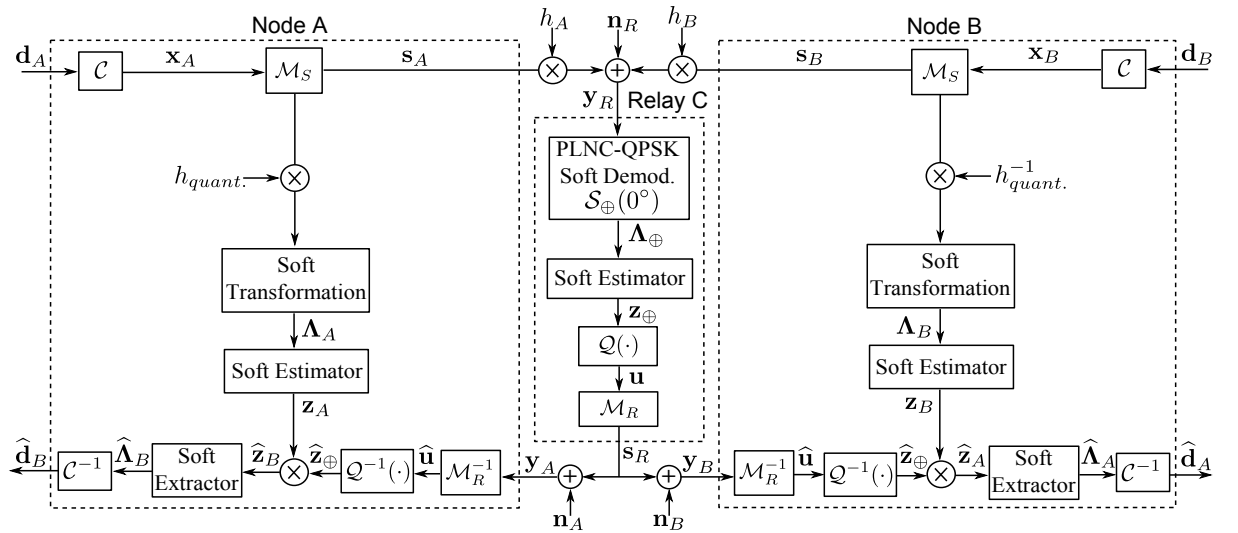 Node A
h_A
n_R
h_B
Node B
d_A
C
x_A
M_S
s_A
s_B
M_S
x_B
C
d_B
y_R
Relay C
PLNC-QPSK
Soft Demod.
S_⊕(0°)
h_quant.
h_quant.^{-1}
Λ_⊕
Soft
Transformation
Soft Estimator
Soft
Transformation
z_⊕
Λ_A
Q(·)
Λ_B
Soft Estimator
u
Soft Estimator
z_A
M_R
z_B
s_R
d̂_B
C^{-1}
Λ̂_B
Soft
Extractor
ẑ_B
ẑ_⊕
Q^{-1}(·)
û
M_R^{-1}
y_A
y_B
M_R^{-1}
û
Q^{-1}(·)
ẑ_⊕
ẑ_A
Soft
Extractor
Λ̂_A
C^{-1}
d̂_A
n_A
n_B